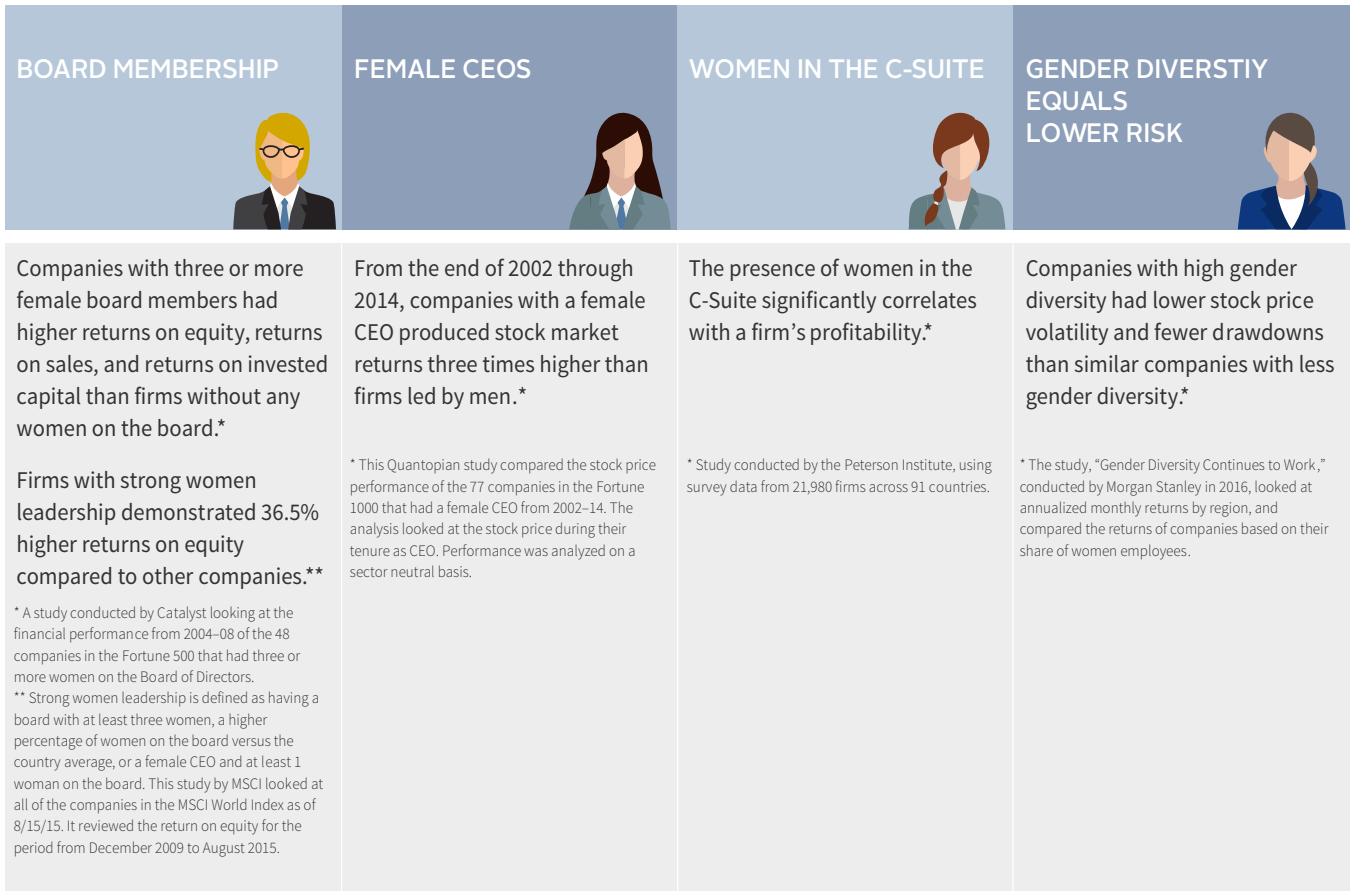 BOARD MEMBERSHIP
Companies with three or more
female board members had
higher returns on equity, returns
on sales, and returns on invested
capital than firms without any
women on the board.*
Firms with strong women
leadership demonstrated 36.5%
higher returns on equity
compared to other companies.**
* A study conducted by Catalyst looking at the
financial performance from 2004–08 of the 48
companies in the Fortune 500 that had three or
more women on the Board of Directors.
** Strong women leadership is defined as having a
board with at least three women, a higher
percentage of women on the board versus the
country average, or a female CEO and at least 1
woman on the board. This study by MSCI looked at
all of the companies in the MSCI World Index as of
8/15/15. It reviewed the return on equity for the
period from December 2009 to August 2015.
FEMALE CEOS
From the end of 2002 through
2014, companies with a female
CEO produced stock market
returns three times higher than
firms led by men.*
* This Quantopian study compared the stock price
performance of the 77 companies in the Fortune
1000 that had a female CEO from 2002–14. The
analysis looked at the stock price during their
tenure as CEO. Performance was analyzed on a
sector neutral basis.
WOMEN IN THE C-SUITE
The presence of women in the
C-Suite significantly correlates
with a firm's profitability.*
* Study conducted by the Peterson Institute, using
survey data from 21,980 firms across 91 countries.
GENDER DIVERSTIY
EQUALS
LOWER RISK
Companies with high gender
diversity had lower stock price
volatility and fewer drawdowns
than similar companies with less
gender diversity.*
* The study, “Gender Diversity Continues to Work,”
conducted by Morgan Stanley in 2016, looked at
annualized monthly returns by region, and
compared the returns of companies based on their
share of women employees.